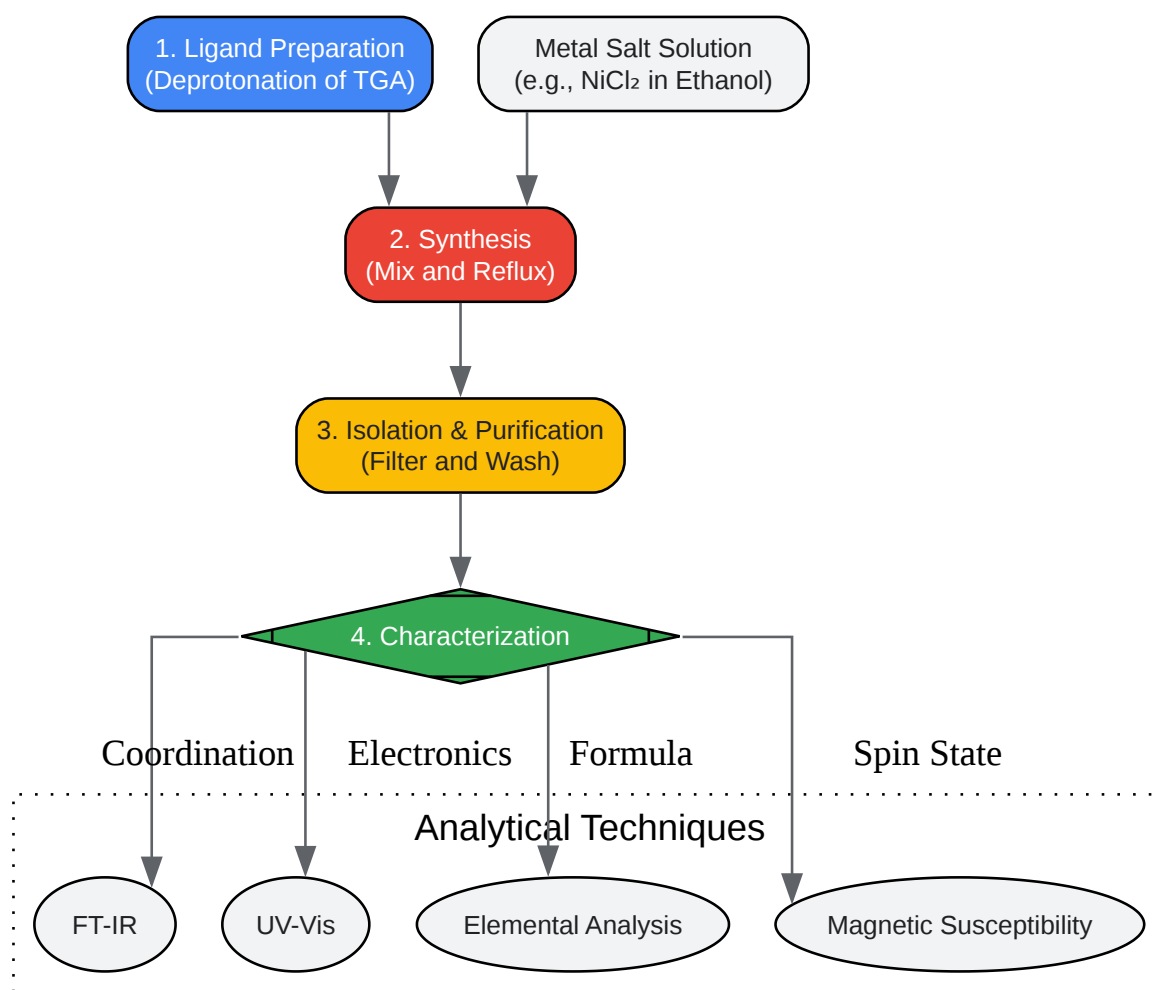 1. Ligand Preparation
(Deprotonation of TGA)
Metal Salt Solution
(e.g., NiCl₂ in Ethanol)
2. Synthesis
(Mix and Reflux)
3. Isolation & Purification
(Filter and Wash)
4. Characterization
Coordination
Electronics
Formula
Spin State
Analytical Techniques
FT-IR
UV-Vis
Elemental Analysis
Magnetic Susceptibility